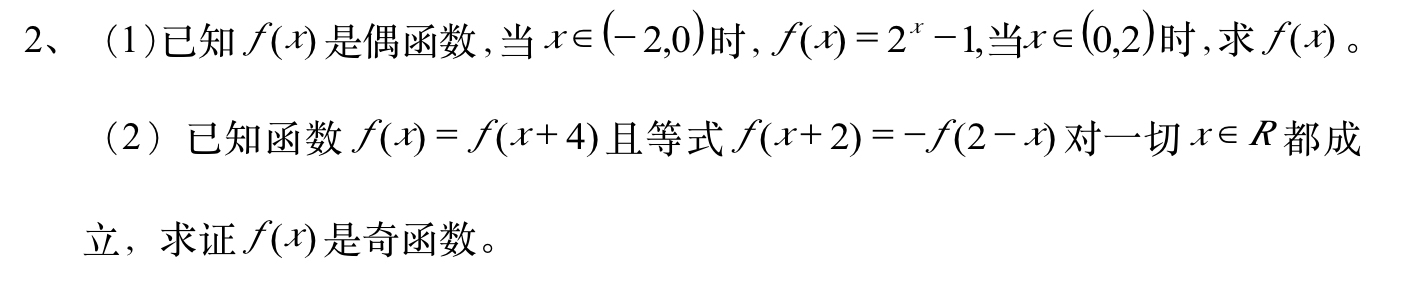 2、 (1)已知 f(x) 是偶函数,当 x∈(−2,0)时, f(x)=2ˣ−1,当x∈(0,2)时,求 f(x)。
（2）已知函数 f(x)=f(x+4)且等式 f(x+2)=−f(2−x)对一切 x∈R都成
立，求证 f(x)是奇函数。